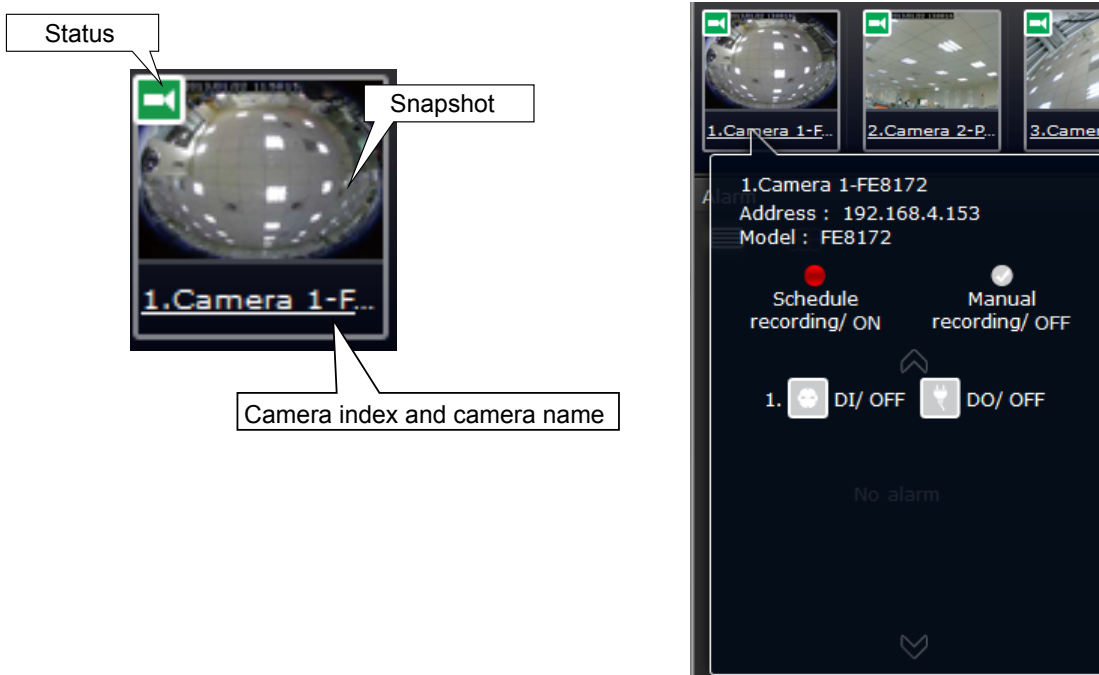 Status
Snapshot
1.Camera 1-F...
Camera index and camera name
1.Camera 1-F...
2.Camera 2-P...
1.Camera 1-FE8172
Address : 192.168.4.153
Model : FE8172
Schedule
recording/ ON
Manual
recording/ OFF
1.
DI/ OFF
DO/ OFF
No alarm